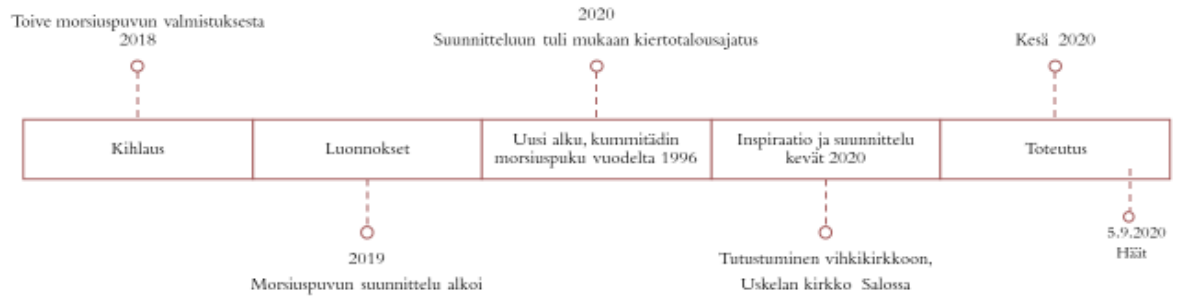 Toive morsiuspuvun valmistuksesta
2018
2020
Suunnitteluun tuli mukaan kiertotalousajatus
Kesä 2020
Kihlaus
Luonnokset
Uusi alku, kummitädin
morsiuspuku vuodelta 1996
Inspiraatio ja suunnittelu
kevät 2020
Toteutus
2019
Morsiuspuvun suunnittelu alkoi
Tutustuminen vihkikirkkoon,
Uskelan kirkko Salossa
5.9.2020
Häät